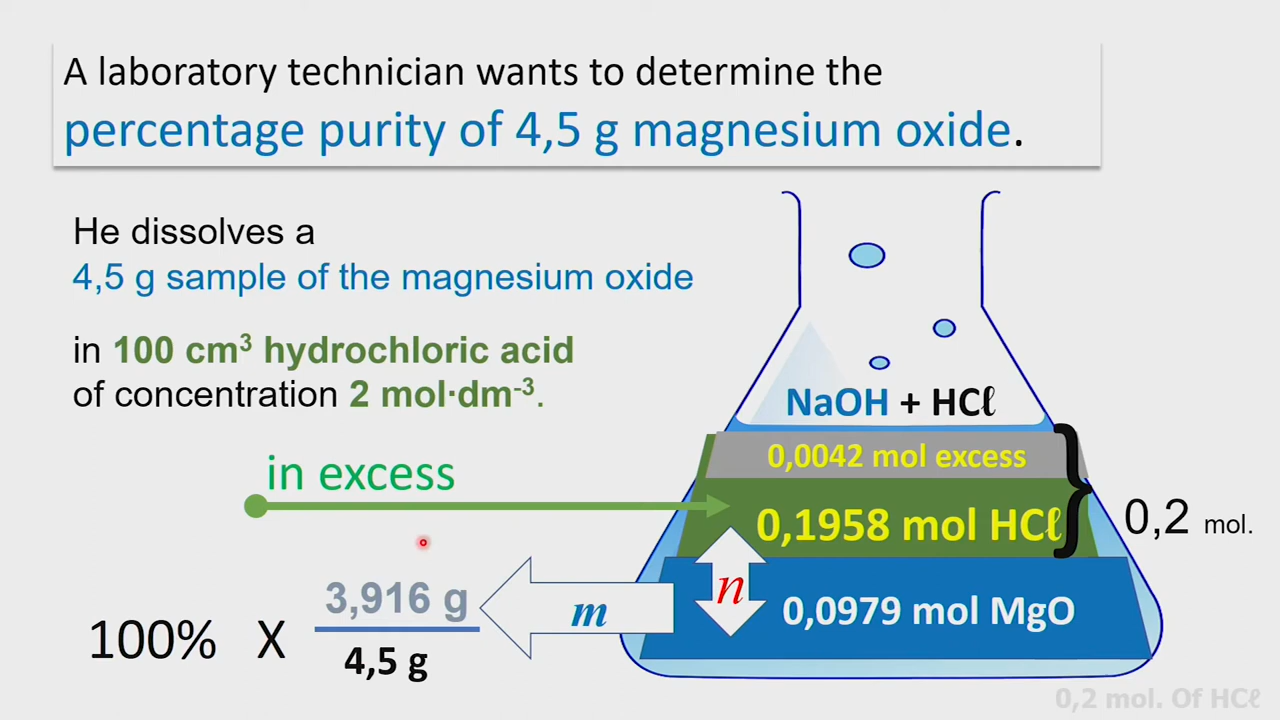 A laboratory technician wants to determine the
percentage purity of 4,5 g magnesium oxide.
He dissolves a
4,5 g sample of the magnesium oxide
in 100 cm³ hydrochloric acid
of concentration 2 mol·dm⁻³.
in excess
NaOH + HCℓ
0,0042 mol excess
0,1958 mol HCℓ
0,2 mol.
n
0,0979 mol MgO
m
100% X
3,916 g
4,5 g
0,2 mol. Of HCℓ